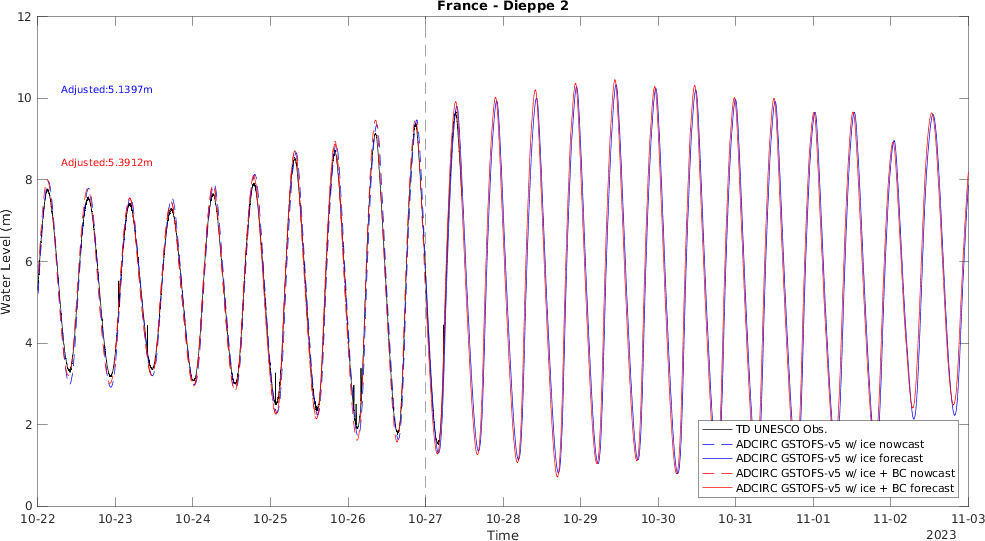 France - Dieppe 2
12
10
8
6
4
2
0
Water Level (m)
Adjusted:5.1397m
Adjusted:5.3912m
TD UNESCO Obs.
ADCIRC GSTOFS-v5 w/ ice nowcast
ADCIRC GSTOFS-v5 w/ ice forecast
ADCIRC GSTOFS-v5 w/ ice + BC nowcast
ADCIRC GSTOFS-v5 w/ ice + BC forecast
10-22 10-23 10-24 10-25 10-26 10-27 10-28 10-29 10-30 10-31 11-01 11-02 11-03
Time
2023